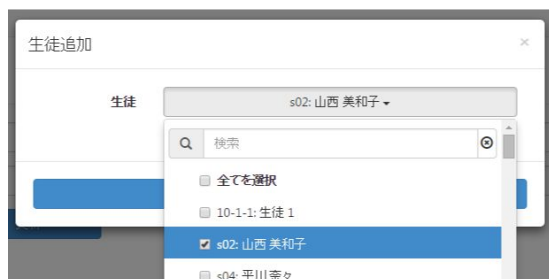 生徒追加 ×
生徒 s02: 山西 美和子
検索
全てを選択
10-1-1: 生徒 1
s02: 山西 美和子
s04: 平川 奈々